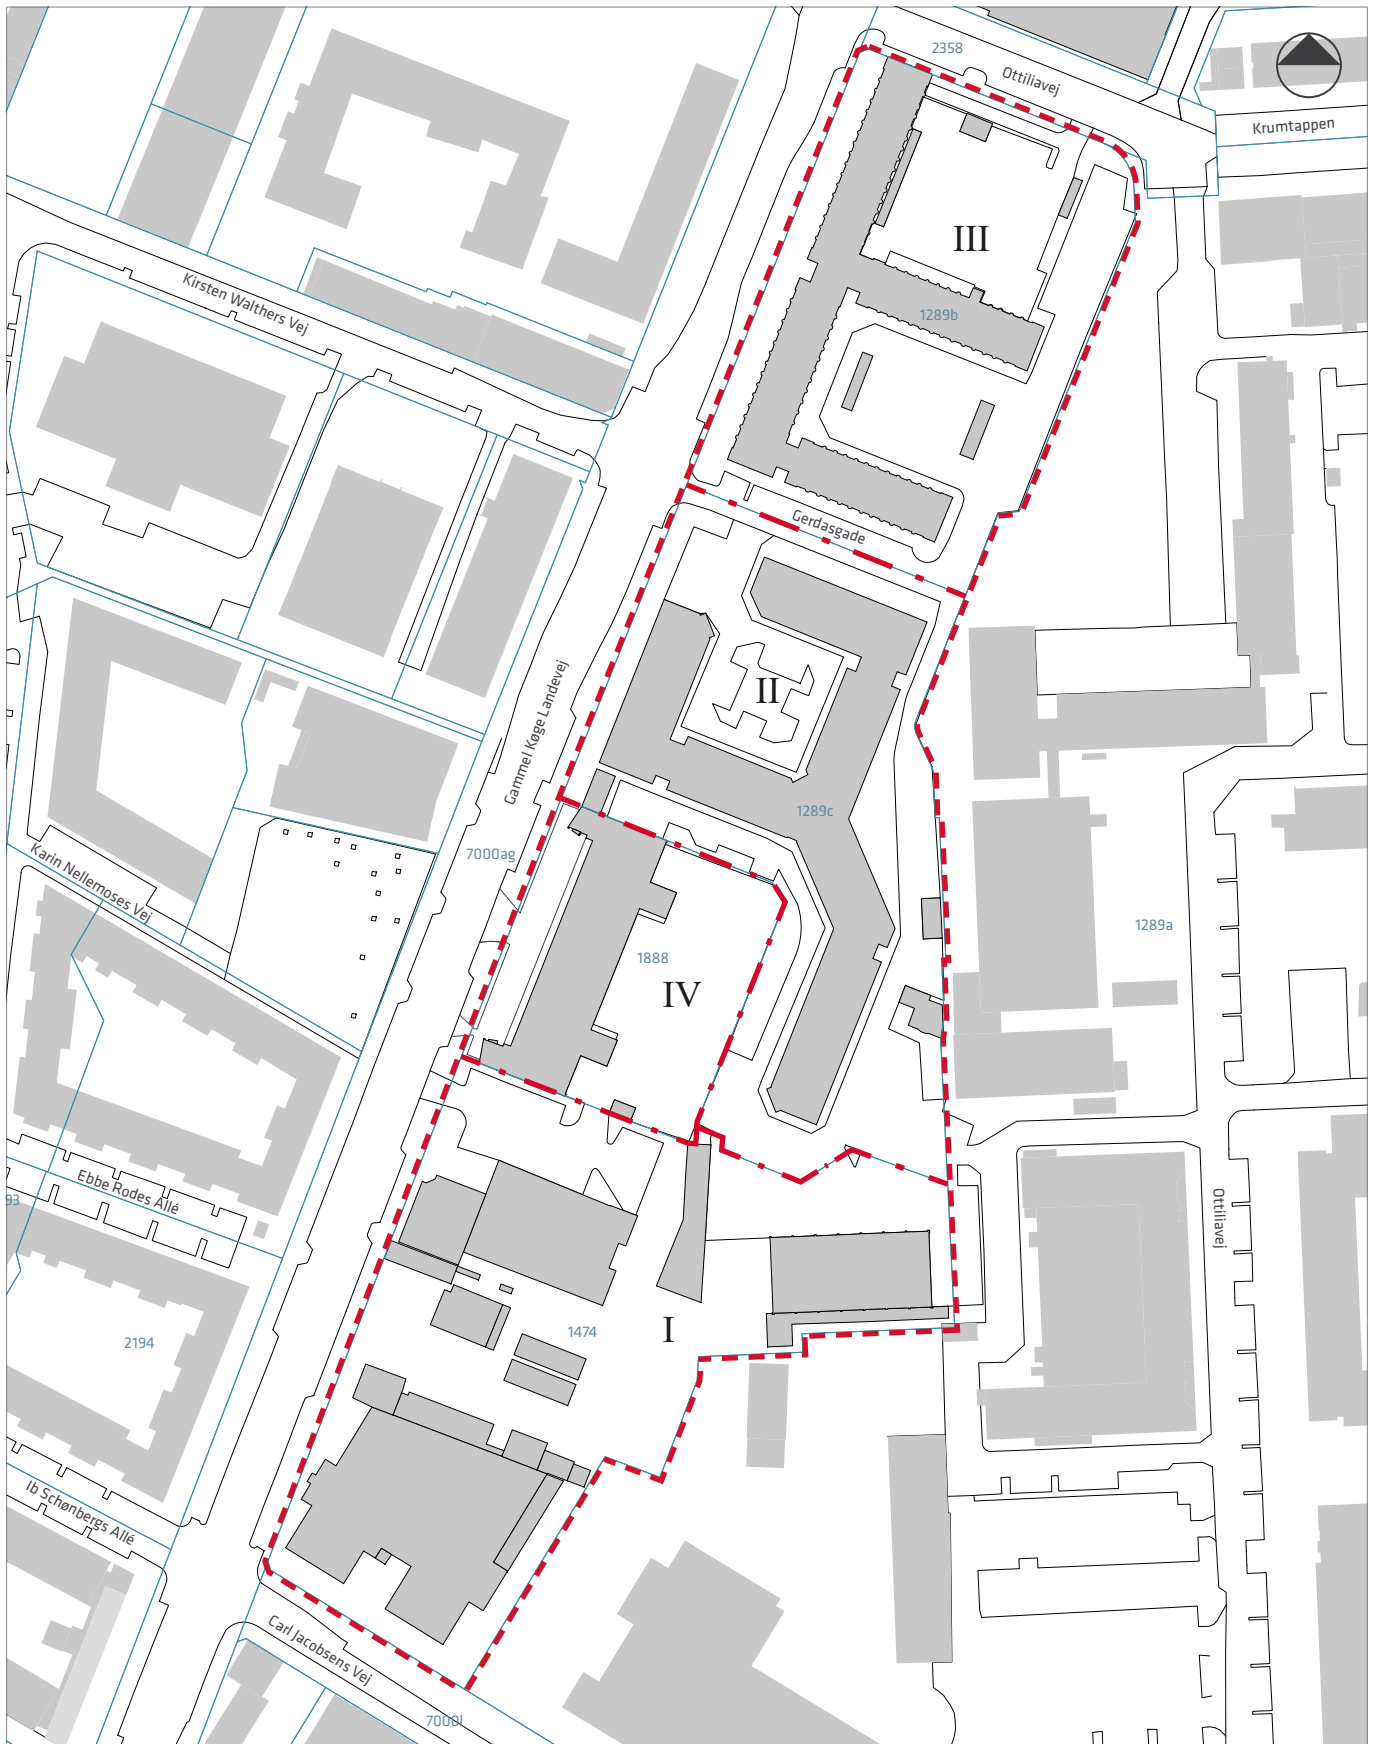 2358
Ottiliavej
Krumtappen
III
Kirsten Walthers Vej
1289b
Gerdasgade
II
Gammel Køge Landevej
1289c
7000ag
Karin Nellemoses Vej
1289a
1888
IV
Ebbe Rodes Allé
93
Ottiliavej
I
1474
2194
Ib Schønbergs Allé
Carl Jacobsens Vej
7000l